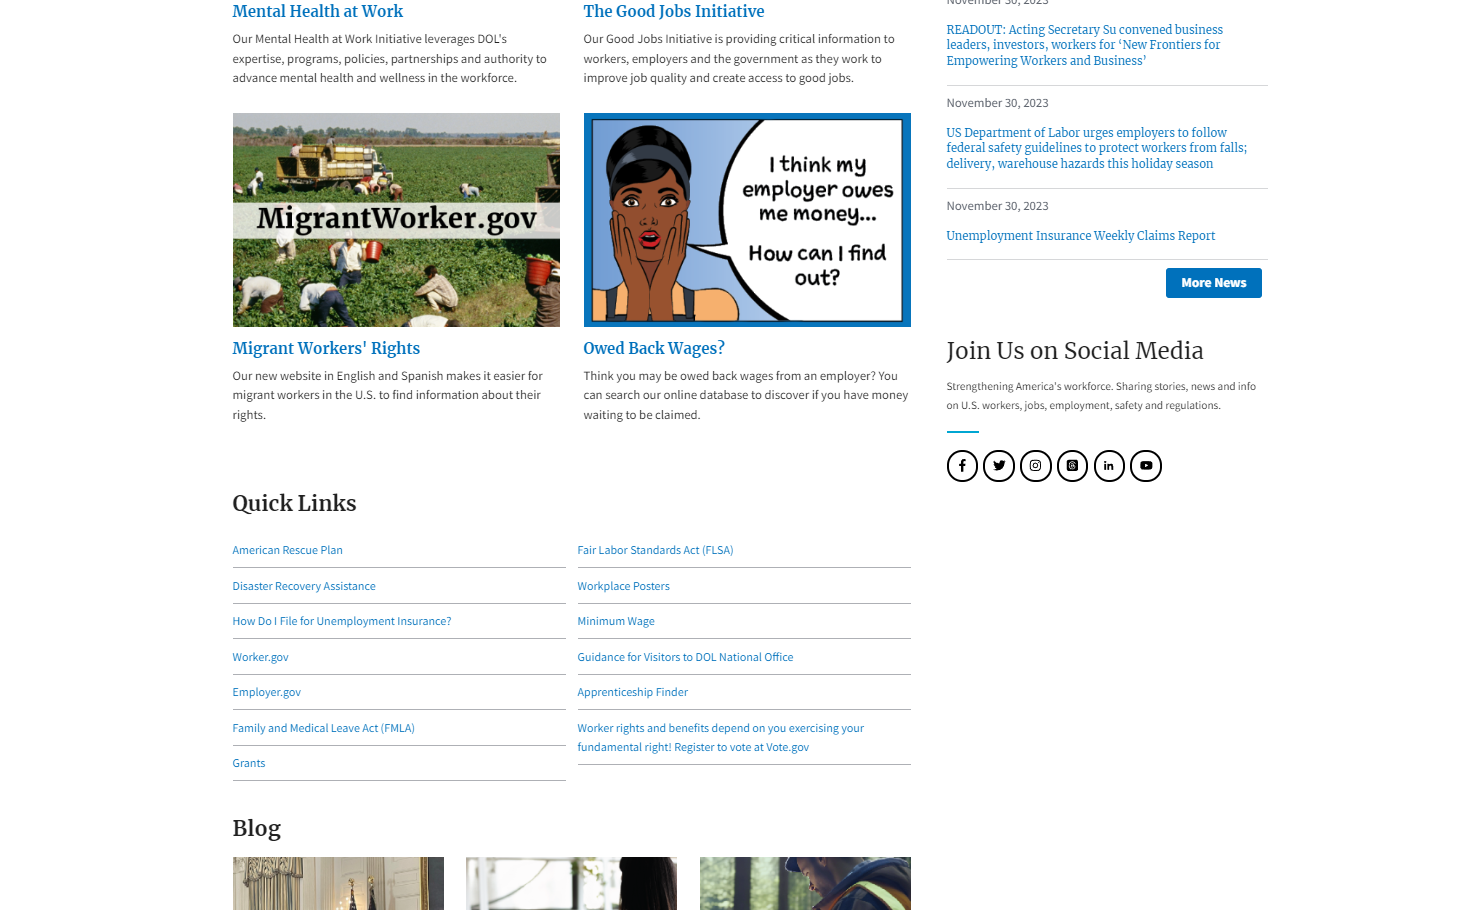 Mental Health at Work
Our Mental Health at Work Initiative leverages DOL's
expertise, programs, policies, partnerships and authority to
advance mental health and wellness in the workforce.
The Good Jobs Initiative
Our Good Jobs Initiative is providing critical information to
workers, employers and the government as they work to
improve job quality and create access to good jobs.
MigrantWorker.gov
Migrant Workers' Rights
Our new website in English and Spanish makes it easier for
migrant workers in the U.S. to find information about their
rights.
I think my
employer owes
me money...
How can I find
out?
Owed Back Wages?
Think you may be owed back wages from an employer? You
can search our online database to discover if you have money
waiting to be claimed.
Quick Links
American Rescue Plan
Disaster Recovery Assistance
How Do I File for Unemployment Insurance?
Worker.gov
Employer.gov
Family and Medical Leave Act (FMLA)
Grants
Fair Labor Standards Act (FLSA)
Workplace Posters
Minimum Wage
Guidance for Visitors to DOL National Office
Apprenticeship Finder
Worker rights and benefits depend on you exercising your
fundamental right! Register to vote at Vote.gov
Blog
November 30, 2023
READOUT: Acting Secretary Su convened business
leaders, investors, workers for ‘New Frontiers for
Empowering Workers and Business’
November 30, 2023
US Department of Labor urges employers to follow
federal safety guidelines to protect workers from falls;
delivery, warehouse hazards this holiday season
November 30, 2023
Unemployment Insurance Weekly Claims Report
More News
Join Us on Social Media
Strengthening America's workforce. Sharing stories, news and info
on U.S. workers, jobs, employment, safety and regulations.